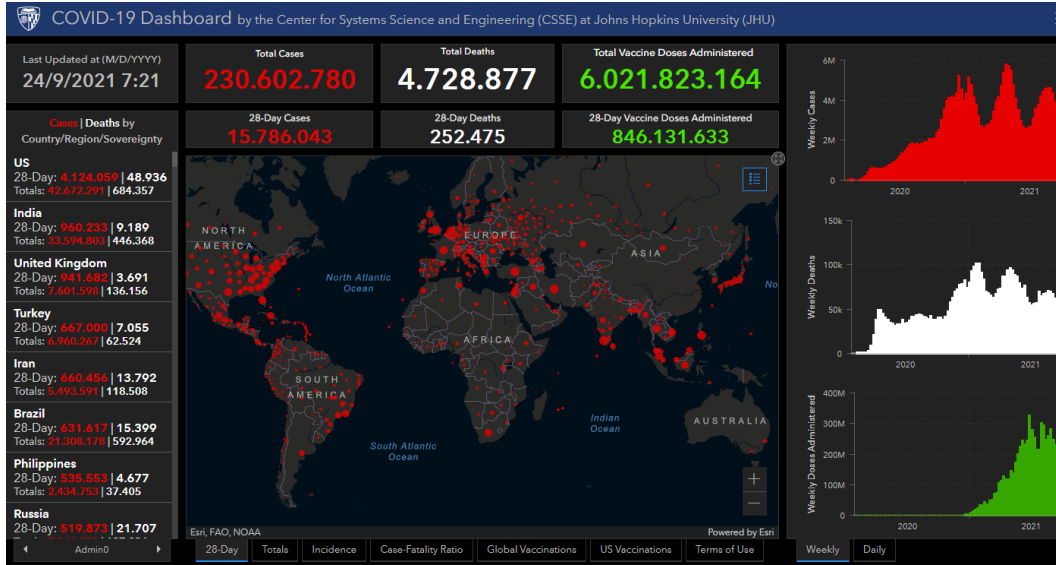 COVID-19 Dashboard by the Center for Systems Science and Engineering (CSSE) at Johns Hopkins University (JHU)
Last Updated at (M/D/YYYY)
24/9/2021 7:21
Total Cases
230.602.780
Total Deaths
4.728.877
Total Vaccine Doses Administered
6.021.823.164
28-Day Cases
15.786.043
28-Day Deaths
252.475
28-Day Vaccine Doses Administered
846.131.633
Cases | Deaths by
Country/Region/Sovereignty
US
28-Day: 4.124.059 | 48.936
Totals: 42.672.291 | 684.357
India
28-Day: 960.233 | 9.189
Totals: 33.594.803 | 446.368
United Kingdom
28-Day: 941.682 | 3.691
Totals: 7.601.598 | 136.156
Turkey
28-Day: 667.000 | 7.055
Totals: 6.960.267 | 62.524
Iran
28-Day: 660.456 | 13.792
Totals: 5.493.591 | 118.508
Brazil
28-Day: 631.617 | 15.399
Totals: 21.308.178 | 592.964
Philippines
28-Day: 535.553 | 4.677
Totals: 2.434.753 | 37.405
Russia
28-Day: 519.873 | 21.707
Admin0
NORTH
AMERICA
EUROPE
ASIA
North Atlantic
Ocean
No
AFRICA
SOUTH
AMERICA
Indian
Ocean
AUSTRALIA
South Atlantic
Ocean
+
−
Esri, FAO, NOAA
Powered by Esri
28-Day
Totals
Incidence
Case-Fatality Ratio
Global Vaccinations
US Vaccinations
Terms of Use
Weekly Cases
6M
4M
2M
0
2020
2021
Weekly Deaths
150k
100k
50k
0
2020
2021
Weekly Doses Administered
400M
300M
200M
100M
0
2020
2021
Weekly
Daily